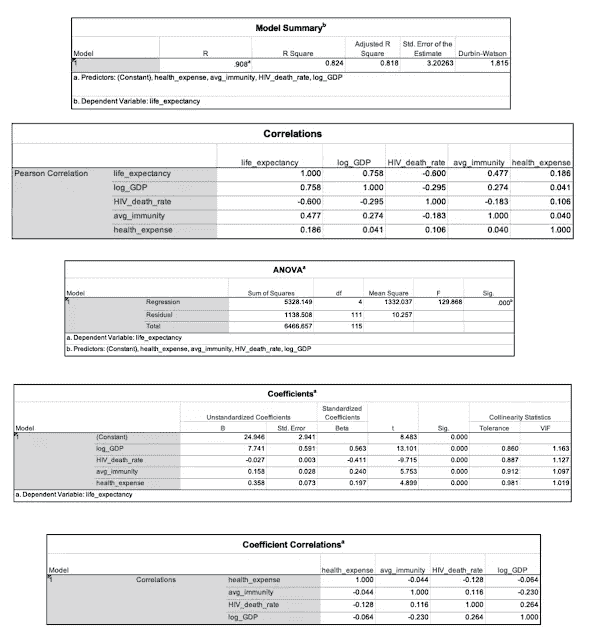 Model Summaryᵇ
Model R R Square Adjusted R Square Std. Error of the Estimate Durbin-Watson
1 .908ᵃ 0.824 0.818 3.20263 1.815
a. Predictors: (Constant), health_expense, avg_immunity, HIV_death_rate, log_GDP
b. Dependent Variable: life_expectancy
Correlations
life_expectancy log_GDP HIV_death_rate avg_immunity health_expense
Pearson Correlation life_expectancy 1.000 0.758 -0.600 0.477 0.186
log_GDP 0.758 1.000 -0.295 0.274 0.041
HIV_death_rate -0.600 -0.295 1.000 -0.183 0.106
avg_immunity 0.477 0.274 -0.183 1.000 0.040
health_expense 0.186 0.041 0.106 0.040 1.000
ANOVAᵃ
Model Sum of Squares df Mean Square F Sig.
1 Regression 5328.149 4 1332.037 129.868 .000ᵇ
Residual 1138.508 111 10.257
Total 6466.657 115
a. Dependent Variable: life_expectancy
b. Predictors: (Constant), health_expense, avg_immunity, HIV_death_rate, log_GDP
Coefficientsᵃ
Model Unstandardized Coefficients Standardized Coefficients t Sig. Collinearity Statistics
B Std. Error Beta Tolerance VIF
1 (Constant) 24.946 2.941 8.483 0.000
log_GDP 7.741 0.591 0.563 13.101 0.000 0.860 1.163
HIV_death_rate -0.027 0.003 -0.411 -9.715 0.000 0.887 1.127
avg_immunity 0.158 0.028 0.240 5.753 0.000 0.912 1.097
health_expense 0.358 0.073 0.197 4.899 0.000 0.981 1.019
a. Dependent Variable: life_expectancy
Coefficient Correlationsᵃ
Model health_expense avg_immunity HIV_death_rate log_GDP
1 Correlations health_expense 1.000 -0.044 -0.128 -0.064
avg_immunity -0.044 1.000 0.116 -0.230
HIV_death_rate -0.128 0.116 1.000 0.264
log_GDP -0.064 -0.230 0.264 1.000